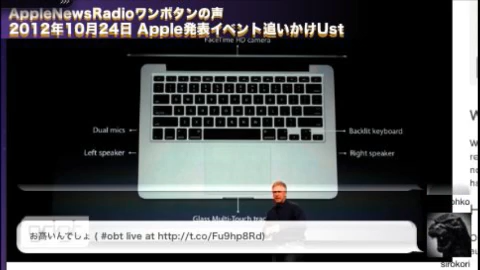 AppleNewsRadioワンボタンの声
2012年10月24日 Apple発表イベント追いかけUst
FaceTime HD camera
Dual mics
Backlit keyboard
Left speaker
Right speaker
Glass Multi-Touch
お高いんでしょ ( #obt live at http://t.co/Fu9hp8Rd)
sirokori